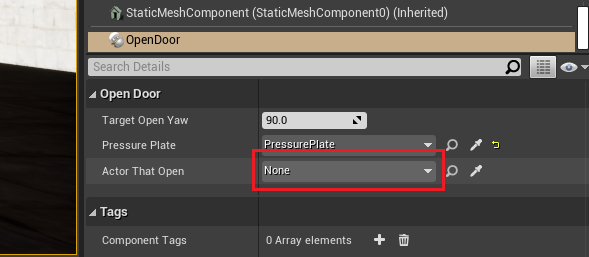 StaticMeshComponent (StaticMeshComponent0) (Inherited)
OpenDoor
Search Details
Open Door
Target Open Yaw 90.0
Pressure Plate PressurePlate
Actor That Open None
Tags
Component Tags 0 Array elements